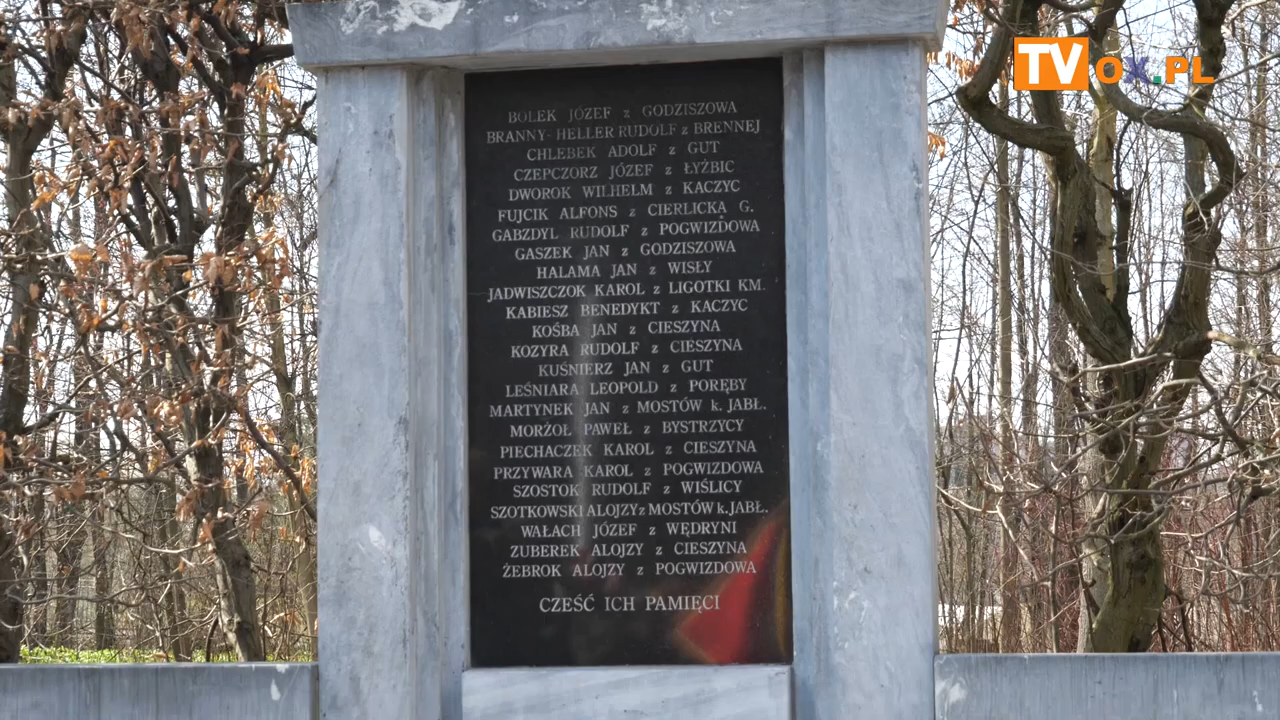 TVOX.PL
BOLEK JÓZEF z GODZISZOWA
BRANNY-HELLER RUDOLF z BRENNEJ
CHLEBEK ADOLF z GUT
CZEPCZORZ JÓZEF z ŁYŻBIC
DWOROK WILHELM z KACZYC
FUJCIK ALFONS z CIERLICKA G.
GABZDYL RUDOLF z POGWIZDOWA
GASZEK JAN z GODZISZOWA
HALAMA JAN z WISŁY
JADWISZCZOK KAROL z LIGOTKI KM.
KABIESZ BENEDYKT z KACZYC
KOŚBA JAN z CIESZYNA
KOZYRA RUDOLF z CIESZYNA
KUŚNIERZ JAN z GUT
LEŚNIARA LEOPOLD z PORĘBY
MARTYNEK JAN z MOSTÓW k. JABŁ.
MORŻOŁ PAWEŁ z BYSTRZYCY
PIECHACZEK KAROL z CIESZYNA
PRZYWARA KAROL z POGWIZDOWA
SZOSTOK RUDOLF z WIŚLICY
SZOTKOWSKI ALOJZY z MOSTÓW k. JABŁ.
WAŁACH JÓZEF z WĘDRYNI
ZUBEREK ALOJZY z CIESZYNA
ŻEBROK ALOJZY z POGWIZDOWA
CZEŚĆ ICH PAMIĘCI